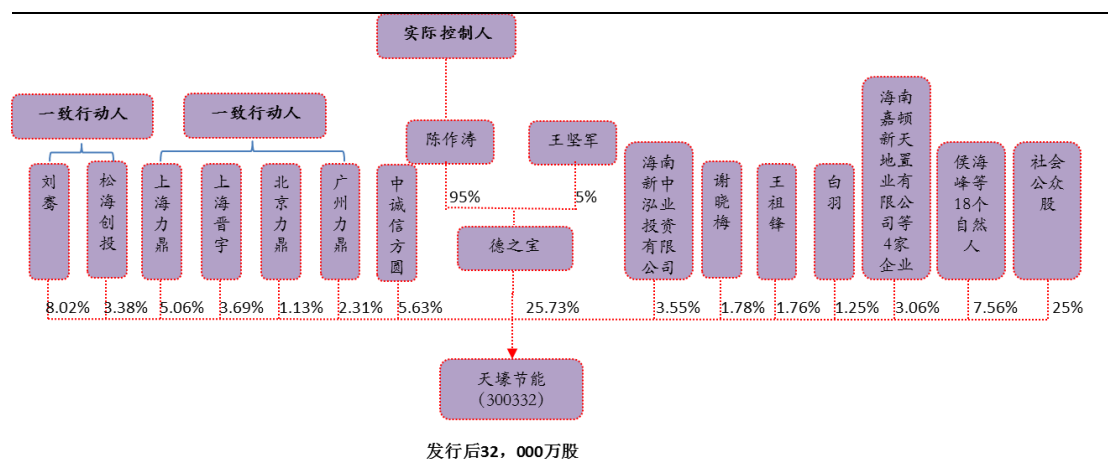 实际控制人
一致行动人
一致行动人
陈作涛
王坚军
刘骞
松海创投
上海力鼎
上海晋宇
北京力鼎
广州力鼎
中诚信方圆
95%
5%
德之宝
海南
新中
泓业
投资
有限
公司
谢晓梅
王祖锋
白羽
海南
嘉顿
新天
地置
业有
限公
司等
4家
企业
侯海
峰等
18个
自然
人
社会
公众
股
8.02%
3.38%
5.06%
3.69%
1.13%
2.31%
5.63%
25.73%
3.55%
1.78%
1.76%
1.25%
3.06%
7.56%
25%
天壕节能
(300332)
发行后32，000万股